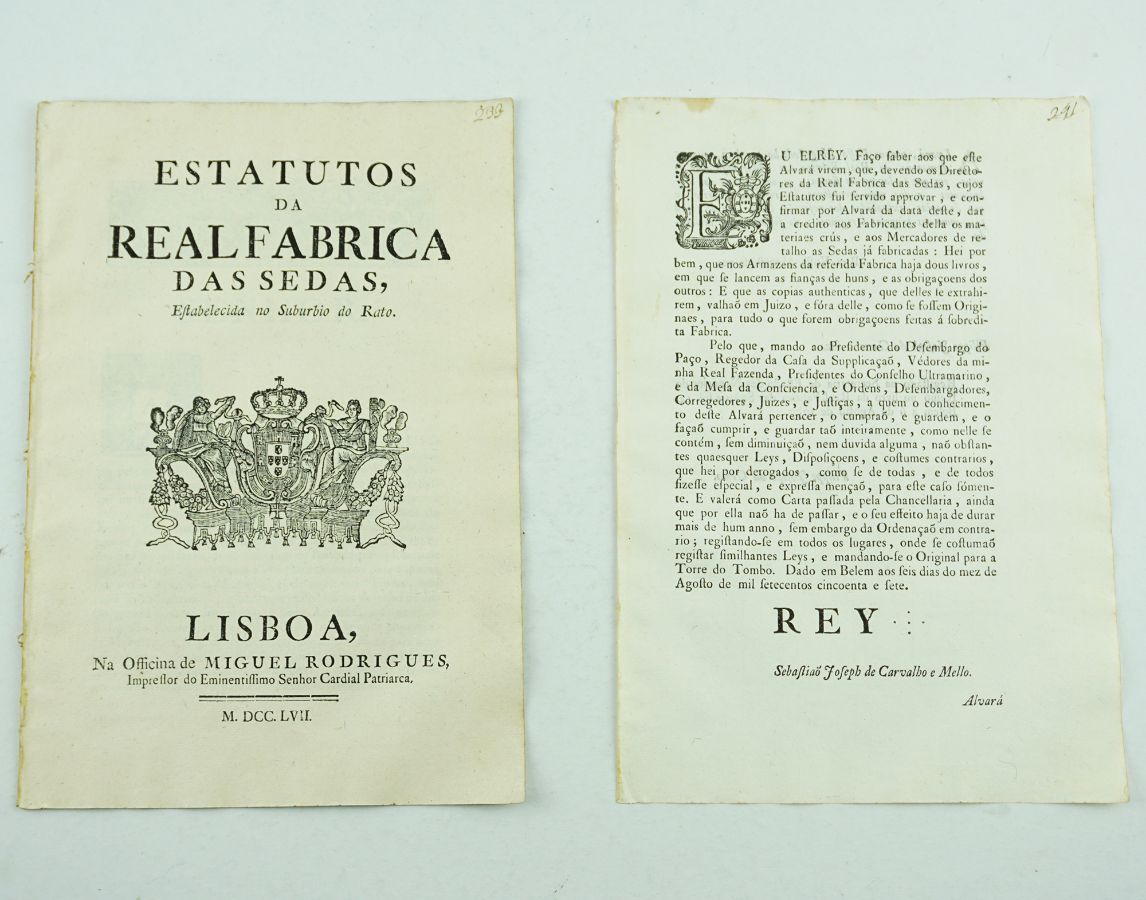 233
ESTATUTOS
DA
REAL FABRICA
DAS SEDAS,
Eſtabelecida no Suburbio do Rato.
LISBOA,
Na Officina de MIGUEL RODRIGUES,
Impreſſor do Eminentiſſimo Senhor Cardial Patriarca.
M. DCC. LVII.
241
EU ELREY. Faço ſaber aos que eſte
Alvará virem, que, devendo os Directo-
res da Real Fabrica das Sedas, cujos
Eſtatutos fui ſervido approvar, e con-
firmar por Alvará da data deſte, dar
a credito aos Fabricantes della os ma-
teriaes crús, e aos Mercadores de re-
talho as Sedas já fabricadas: Hei por
bem, que nos Armazens da referida Fabrica haja dous livros,
em que ſe lancem as fianças de huns, e as obrigaçoens dos
outros: E que as copias authenticas, que delles ſe extrahi-
rem, valhaõ em Juizo, e fóra delle, como ſe foſſem Origi-
naes, para tudo o que forem obrigaçoens feitas á ſobredi-
ta Fabrica.
Pelo que, mando ao Preſidente do Deſembargo do
Paço, Regedor da Caſa da Supplicaçaõ, Védores da mi-
nha Real Fazenda, Preſidentes do Conſelho Ultramarino,
e da Meſa da Conſciencia, e Ordens, Deſembargadores,
Corregedores, Juizes, e Juſtiças, a quem o conhecimen-
to deſte Alvará pertencer, o cumpraõ, e guardem, e o
façaõ cumprir, e guardar taõ inteiramente, como nelle ſe
contém, ſem diminuiçaõ, nem duvida alguma, naõ obſtan-
tes quaesquer Leys, Diſpoſiçoens, e coſtumes contrarios,
que hei por derogados, como ſe de todas, e de todos
fizeſſe eſpecial, e expreſſa mençaõ, para eſte caſo ſómen-
te. E valerá como Carta paſſada pela Chancellaria, ainda
que por ella naõ ha de paſſar, e o ſeu effeito haja de durar
mais de hum anno, ſem embargo da Ordenaçaõ em contra-
rio; regiſtando-ſe em todos os lugares, onde ſe coſtumaõ
regiſtar ſimilhantes Leys, e mandando-ſe o Original para a
Torre do Tombo. Dado em Belem aos ſeis dias do mez de
Agoſto de mil ſetecentos cincoenta e ſete.
REY
Sebaſtiaõ Joſeph de Carvalho e Mello.
Alvará